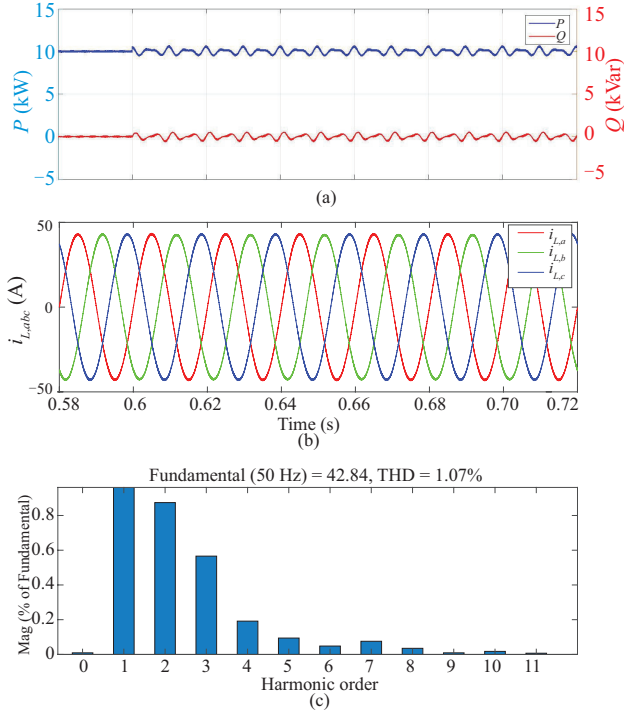 15
10
5
0
−5
P (kW)
P
Q
15
10
5
0
−5
Q (kVar)
(a)
50
0
−50
i_{L,abc} (A)
i_{L,a}
i_{L,b}
i_{L,c}
0.58 0.6 0.62 0.64 0.66 0.68 0.70 0.72
Time (s)
(b)
Fundamental (50 Hz) = 42.84, THD = 1.07%
0.8
0.6
0.4
0.2
0
Mag (% of Fundamental)
0 1 2 3 4 5 6 7 8 9 10 11
Harmonic order
(c)